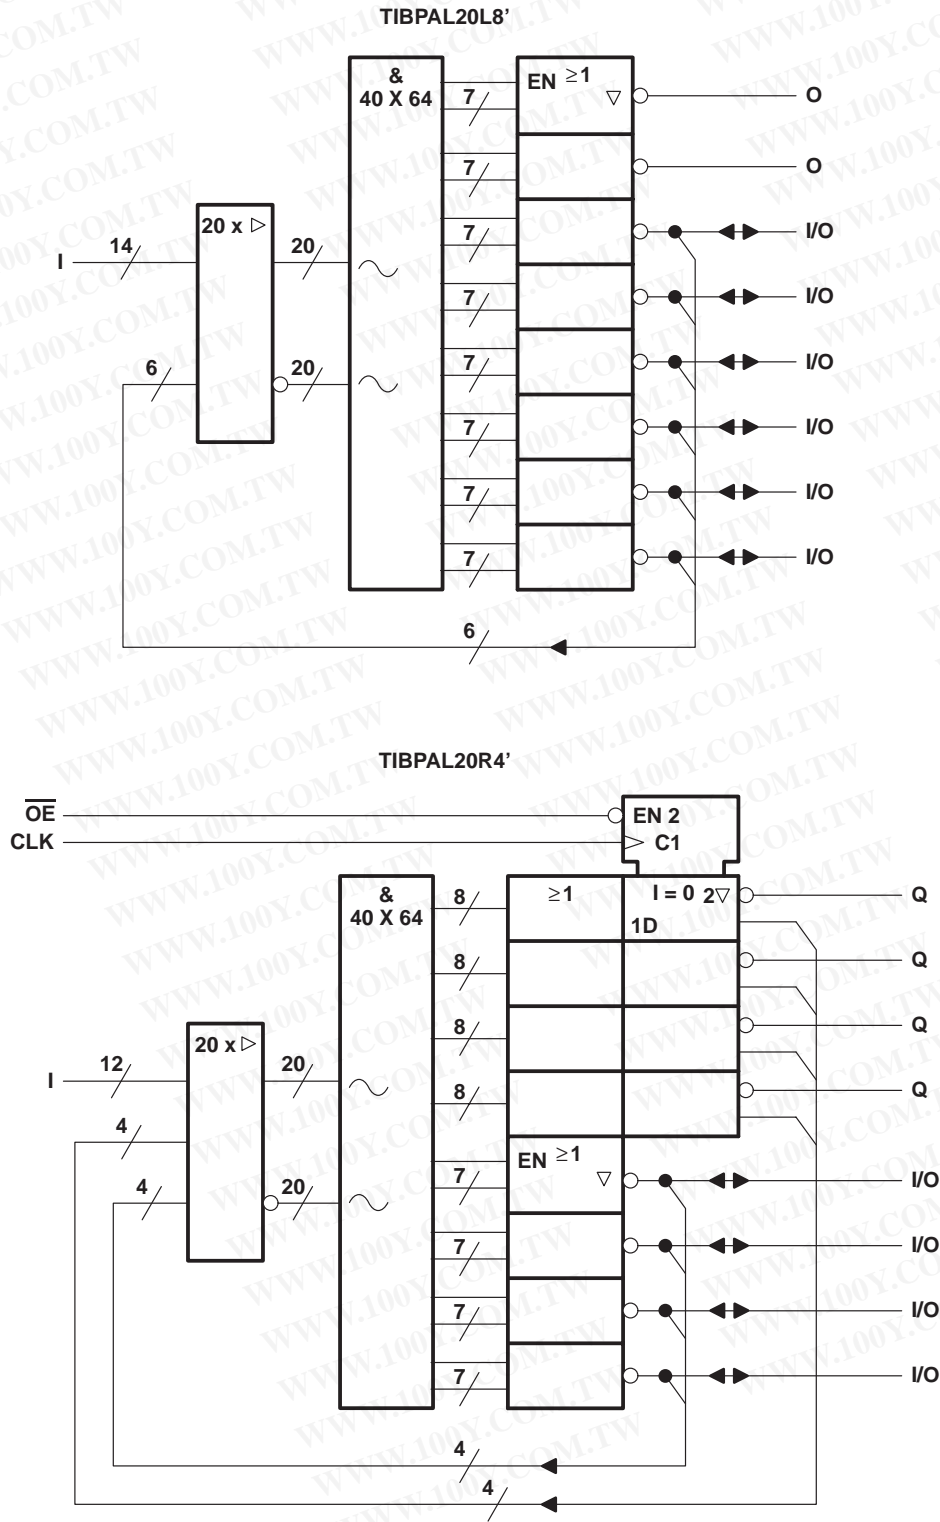 TIBPAL20L8’
&
40 X 64
EN ≥1
▽
7
O
7
O
20 x ▷
14
20
I
7
I/O
7
I/O
6
20
7
I/O
7
I/O
7
I/O
7
I/O
6
TIBPAL20R4’
OE
EN 2
CLK
C1
&
40 X 64
8
≥1
I = 0 2▽
1D
Q
8
Q
20 x ▷
8
Q
12
20
I
8
Q
4
EN ≥1
▽
4
20
7
I/O
7
I/O
7
I/O
7
I/O
4
4
WWW.100Y.COM.TW